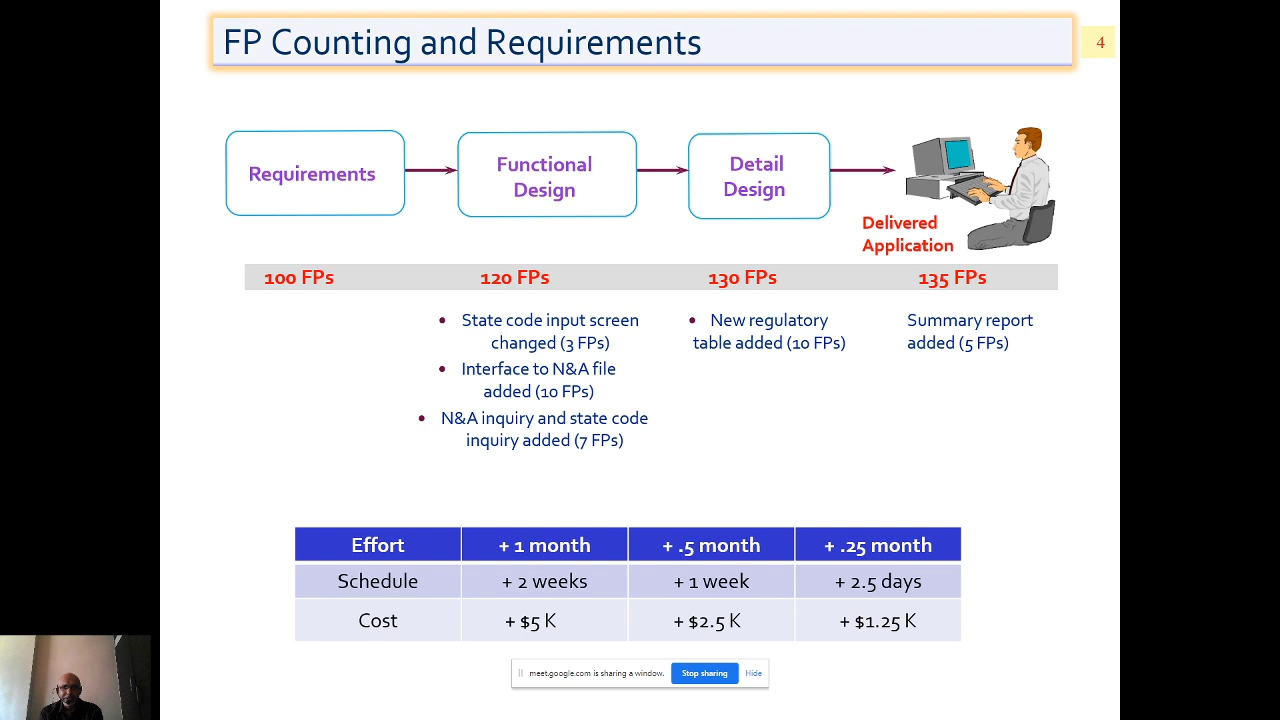 FP Counting and Requirements
4
Requirements
Functional
Design
Detail
Design
Delivered
Application
100 FPs 120 FPs 130 FPs 135 FPs
• State code input screen
changed (3 FPs)
• Interface to N&A file
added (10 FPs)
• N&A inquiry and state code
inquiry added (7 FPs)
• New regulatory
table added (10 FPs)
Summary report
added (5 FPs)
Effort + 1 month + .5 month + .25 month
Schedule + 2 weeks + 1 week + 2.5 days
Cost + $5 K + $2.5 K + $1.25 K
meet.google.com is sharing a window. Stop sharing Hide